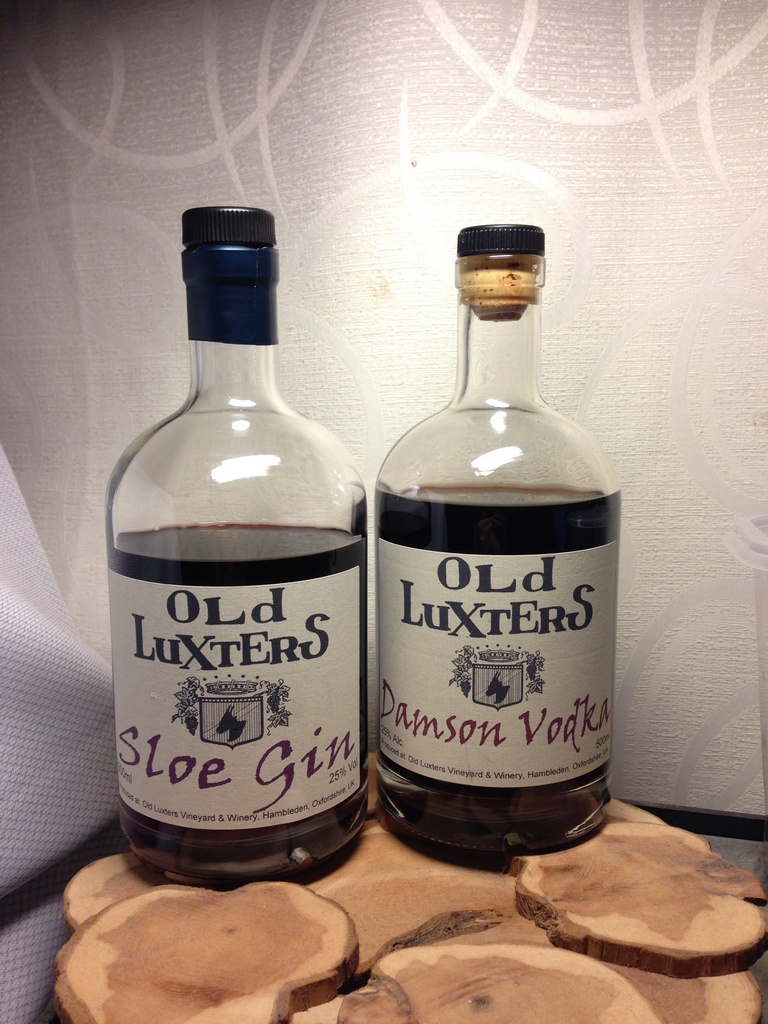 OLd
LuxTErS
Sloe Gin
25% Vol
Produced at: Old Luxters Vineyard & Winery, Hambleden, Oxfordshire, UK
OLd
LuxTErS
Damson Vodka
25% Alc
500ml
Produced at: Old Luxters Vineyard & Winery, Hambleden, Oxfordshire, UK